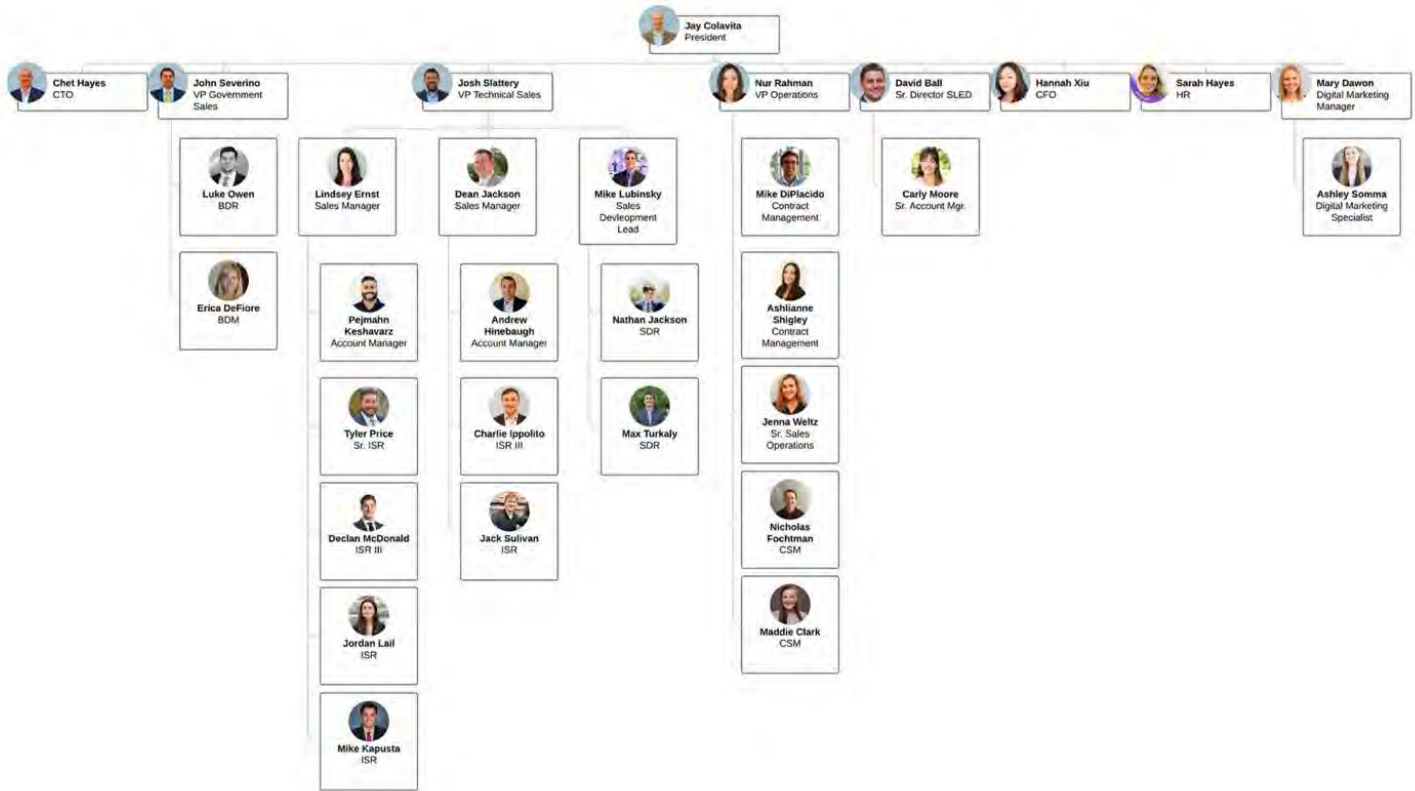 Jay Colavita
President
Chet Hayes
CTO
John Severino
VP Government
Sales
Josh Slattery
VP Technical Sales
Nur Rahman
VP Operations
David Ball
Sr. Director SLED
Hannah Xiu
CFO
Sarah Hayes
HR
Mary Dawon
Digital Marketing
Manager
Luke Owen
BDR
Erica DeFiore
BDM
Lindsey Ernst
Sales Manager
Pejmahn
Keshavarz
Account Manager
Tyler Price
Sr. ISR
Declan McDonald
ISR III
Jordan Lail
ISR
Mike Kapusta
ISR
Dean Jackson
Sales Manager
Andrew
Hinebaugh
Account Manager
Charlie Ippolito
ISR III
Jack Sulivan
ISR
Mike Lubinsky
Sales
Devleopment
Lead
Nathan Jackson
SDR
Max Turkaly
SDR
Mike DiPlacido
Contract
Management
Ashlianne
Shigley
Contract
Management
Jenna Weltz
Sr. Sales
Operations
Nicholas
Fochtman
CSM
Maddie Clark
CSM
Carly Moore
Sr. Account Mgr.
Ashley Somma
Digital Marketing
Specialist